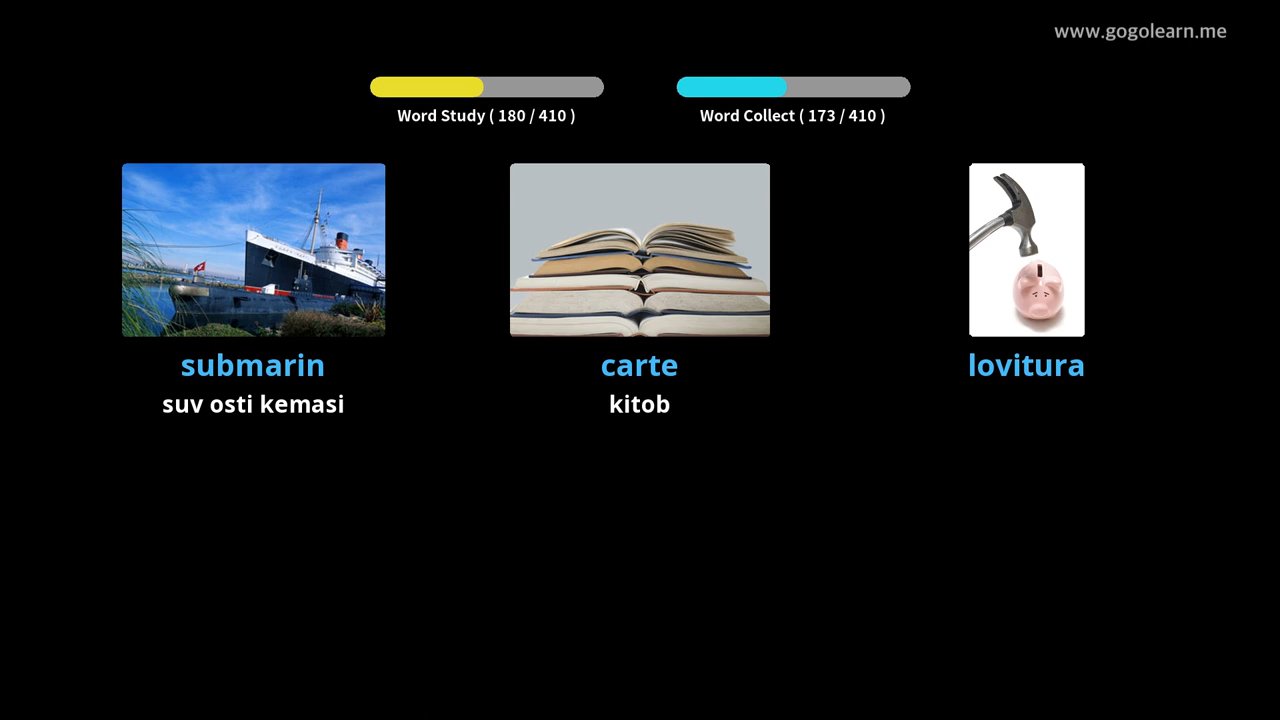 www.gogolearn.me
Word Study ( 180 / 410 )
Word Collect ( 173 / 410 )
submarin
suv osti kemasi
carte
kitob
lovitura